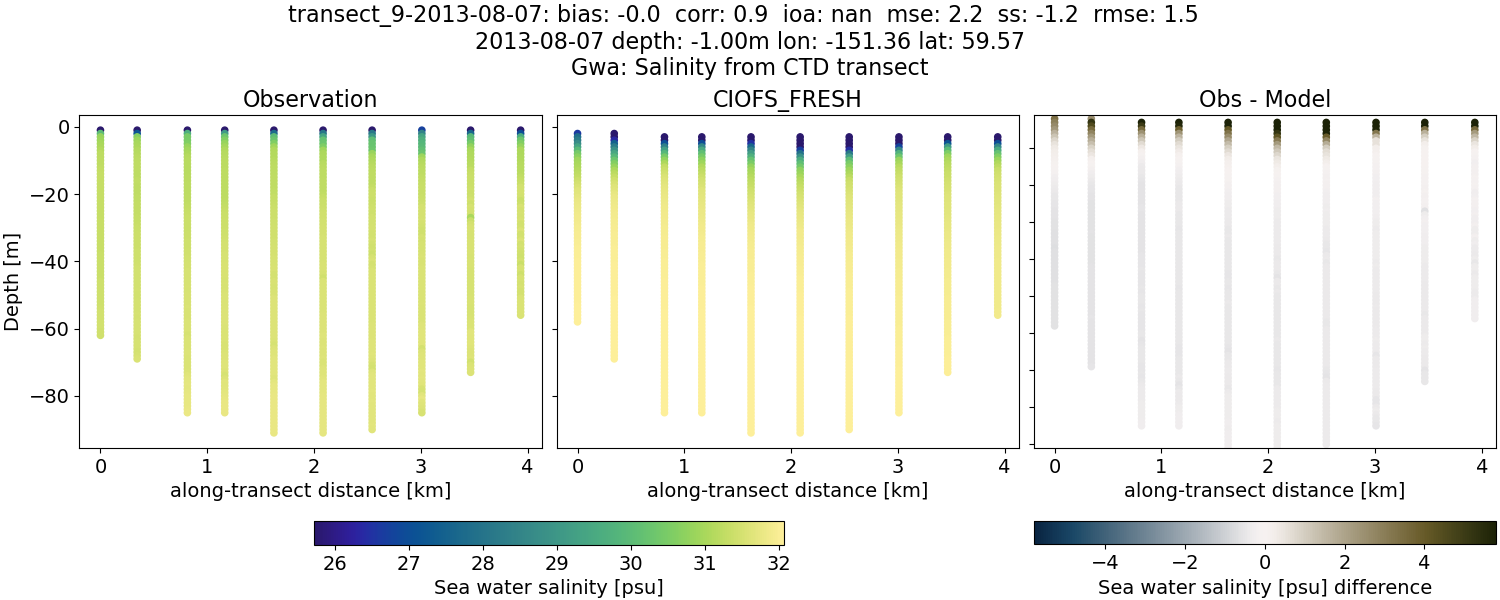 transect_9-2013-08-07: bias: -0.0  corr: 0.9  ioa: nan  mse: 2.2  ss: -1.2  rmse: 1.5
2013-08-07 depth: -1.00m lon: -151.36 lat: 59.57
Gwa: Salinity from CTD transect
Observation
CIOFS_FRESH
Obs - Model
Depth [m]
0
−20
−40
−60
−80
0 1 2 3 4
0 1 2 3 4
0 1 2 3 4
along-transect distance [km]
along-transect distance [km]
along-transect distance [km]
26 27 28 29 30 31 32
Sea water salinity [psu]
−4 −2 0 2 4
Sea water salinity [psu] difference